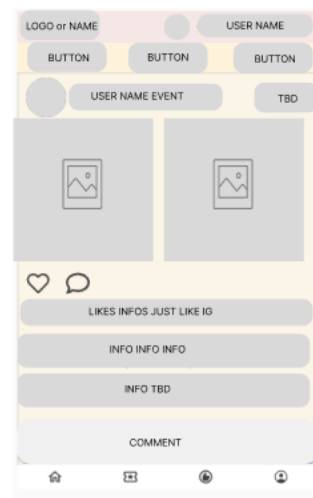 LOGO or NAME
USER NAME
BUTTON BUTTON BUTTON
USER NAME EVENT
TBD
LIKES INFOS JUST LIKE IG
INFO INFO INFO
INFO TBD
COMMENT